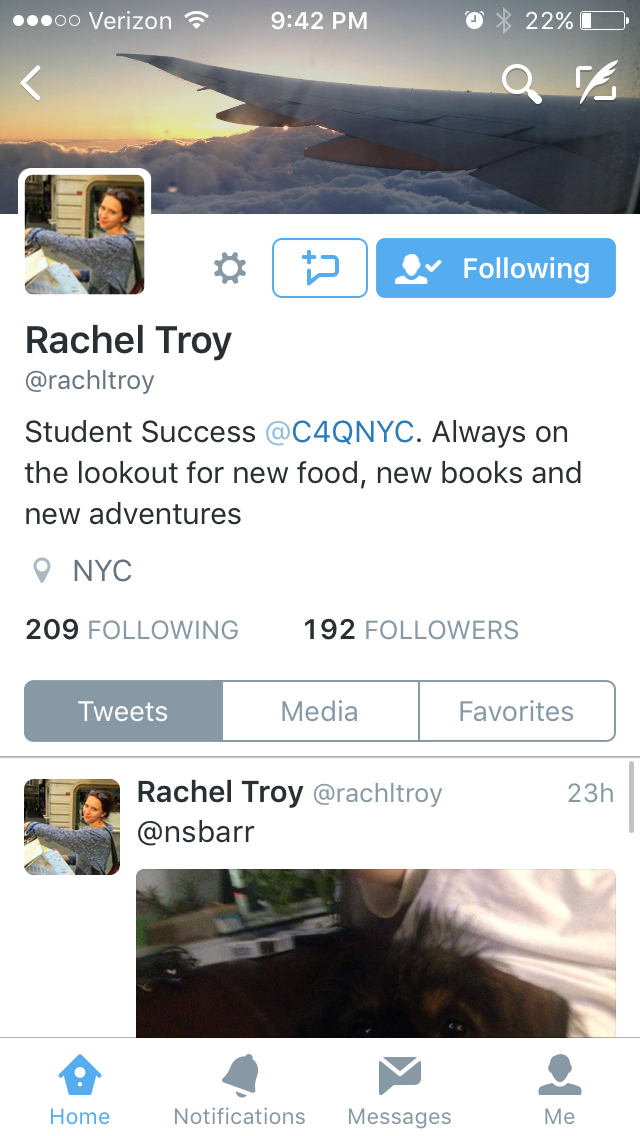 Verizon 9:42 PM 22%
Following
Rachel Troy
@rachltroy
Student Success @C4QNYC. Always on
the lookout for new food, new books and
new adventures
NYC
209 FOLLOWING 192 FOLLOWERS
Tweets Media Favorites
Rachel Troy @rachltroy 23h
@nsbarr
Home Notifications Messages Me